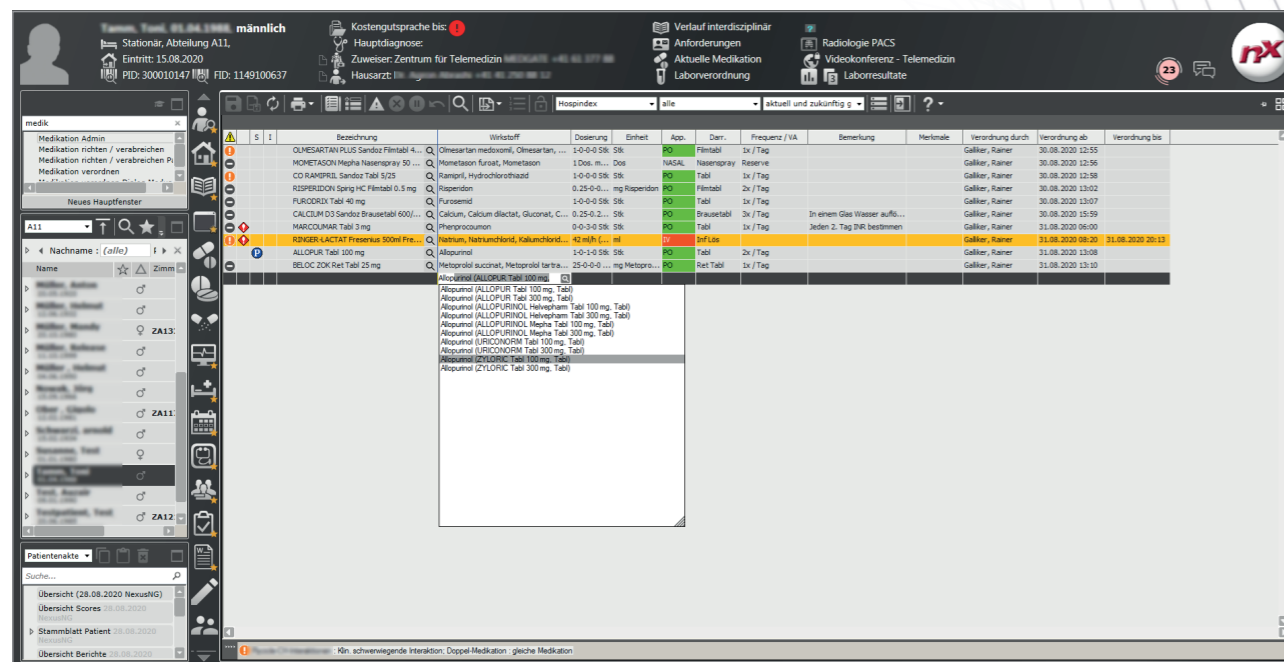 männlich
Stationär, Abteilung A11,
Eintritt: 15.08.2020
PID: 300010147 FID: 1149100637
Kostengutsprache bis:
Hauptdiagnose:
Zuweiser: Zentrum für Telemedizin
Hausarzt:
Verlauf interdisziplinär
Anforderungen
Aktuelle Medikation
Laborverordnung
Radiologie PACS
Videokonferenz - Telemedizin
Laborresultate
23
nX
medik
Medikation Admin
Medikation richten / verabreichen
Medikation richten / verabreichen
Medikation verordnen
Neues Hauptfenster
A11
Nachname : (alle)
Name Zimm
ZA13
ZA11
ZA12
Patientenakte
Suche...
Übersicht (28.08.2020 NexusNG)
Übersicht Scores 28.08.2020
NexusNG
Stammblatt Patient 28.08.2020
NexusNG
Übersicht Berichte 28.08.2020
Hospindex alle aktuell und zukünftig g
S I Bezeichnung Wirkstoff Dosierung Einheit App. Darr. Frequenz / VA Bemerkung Merkmale Verordnung durch Verordnung ab Verordnung bis
OLMESARTAN PLUS Sandoz Filmtabl 4... Olmesartan medoxomil, Olmesartan, ... 1-0-0-0 Stk Stk PO Filmtabl 1x / Tag Galliker, Rainer 30.08.2020 12:55
MOMETASON Mepha Nasenspray 50 ... Mometason furoat, Mometason 1 Dos. m... Dos NASAL Nasenspray Reserve Galliker, Rainer 30.08.2020 12:56
CO RAMIPRIL Sandoz Tabl 5/25 Ramipril, Hydrochlorothiazid 1-0-0-0 Stk Stk PO Tabl 1x / Tag Galliker, Rainer 30.08.2020 12:58
RISPERIDON Spirig HC Filmtabl 0.5 mg Risperidon 0.25-0-0... mg Risperidon PO Filmtabl 2x / Tag Galliker, Rainer 30.08.2020 13:02
FURODRIX Tabl 40 mg Furosemid 1-0-0-0 Stk Stk PO Tabl 1x / Tag Galliker, Rainer 30.08.2020 13:07
CALCIUM D3 Sandoz Brausetabl 600/... Calcium, Calcium dilactat, Gluconat, C... 0.25-0.2... Stk PO Brausetabl 3x / Tag In einem Glas Wasser auflö... Galliker, Rainer 30.08.2020 15:59
MARCOUMAR Tabl 3 mg Phenprocoumon 0-0-3-0 Stk Stk PO Tabl 1x / Tag Jeden 2. Tag INR bestimmen Galliker, Rainer 31.08.2020 06:00
RINGER-LACTAT Fresenius 500ml Fre... Natrium, Natriumchlorid, Kaliumchlorid... 42 ml/h (... ml IV InfLös Galliker, Rainer 31.08.2020 08:20 31.08.2020 20:13
P ALLOPUR Tabl 100 mg Allopurinol 1-0-1-0 Stk Stk PO Tabl 2x / Tag Galliker, Rainer 31.08.2020 13:08
BELOC ZOK Ret Tabl 25 mg Metoprolol succinat, Metoprolol tartra... 25-0-0-0 ... mg Metopro... PO Ret Tabl 1x / Tag Galliker, Rainer 31.08.2020 13:10
Allopurinol (ALLOPUR Tabl 100 mg,
Allopurinol (ALLOPUR Tabl 100 mg, Tabl)
Allopurinol (ALLOPUR Tabl 300 mg, Tabl)
Allopurinol (ALLOPURINOL Helvepharm Tabl 100 mg, Tabl)
Allopurinol (ALLOPURINOL Helvepharm Tabl 300 mg, Tabl)
Allopurinol (ALLOPURINOL Mepha Tabl 100 mg, Tabl)
Allopurinol (ALLOPURINOL Mepha Tabl 300 mg, Tabl)
Allopurinol (URICONORM Tabl 100 mg, Tabl)
Allopurinol (URICONORM Tabl 300 mg, Tabl)
Allopurinol (ZYLORIC Tabl 100 mg, Tabl)
Allopurinol (ZYLORIC Tabl 300 mg, Tabl)
: Klin. schwerwiegende Interaktion; Doppel-Medikation : gleiche Medikation